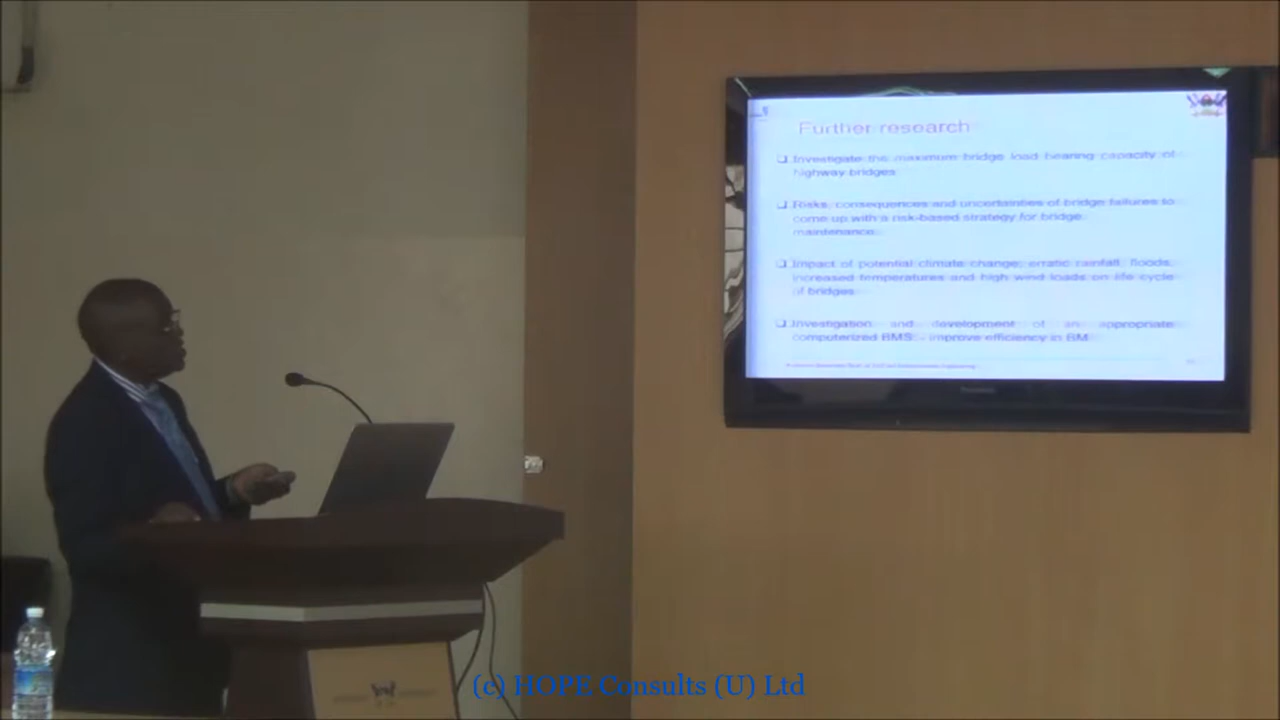 Further research
❑ Investigate the maximum bridge load bearing capacity of
highway bridges
❑ Risks, consequences and uncertainties of bridge failures to
come up with a risk-based strategy for bridge
maintenance.
❑ Impact of potential climate change; erratic rainfall, floods,
increased temperatures and high wind loads on life cycle
of bridges
❑ Investigation and development of an appropriate
computerized BMS - improve efficiency in BM
(c) HOPE Consults (U) Ltd